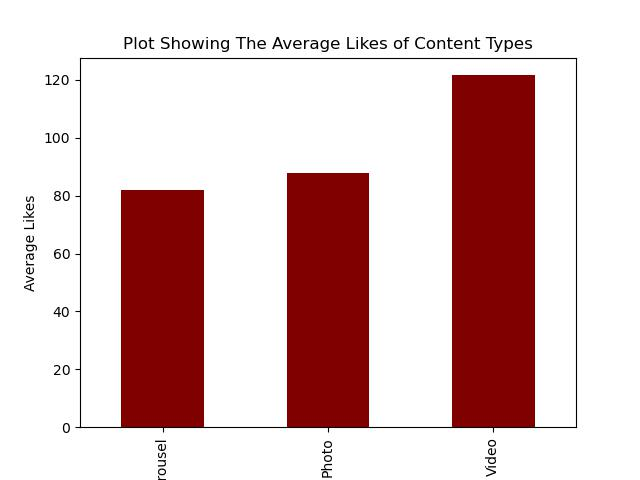 Plot Showing The Average Likes of Content Types
Average Likes
120
100
80
60
40
20
0
rousel
Photo
Video